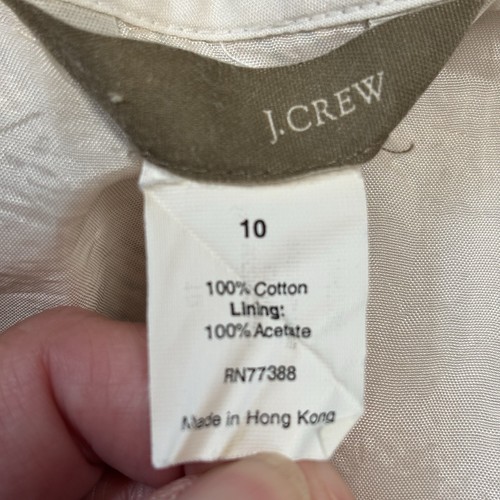 J.CREW
10
100% Cotton
Lining:
100% Acetate
RN77388
Made in Hong Kong